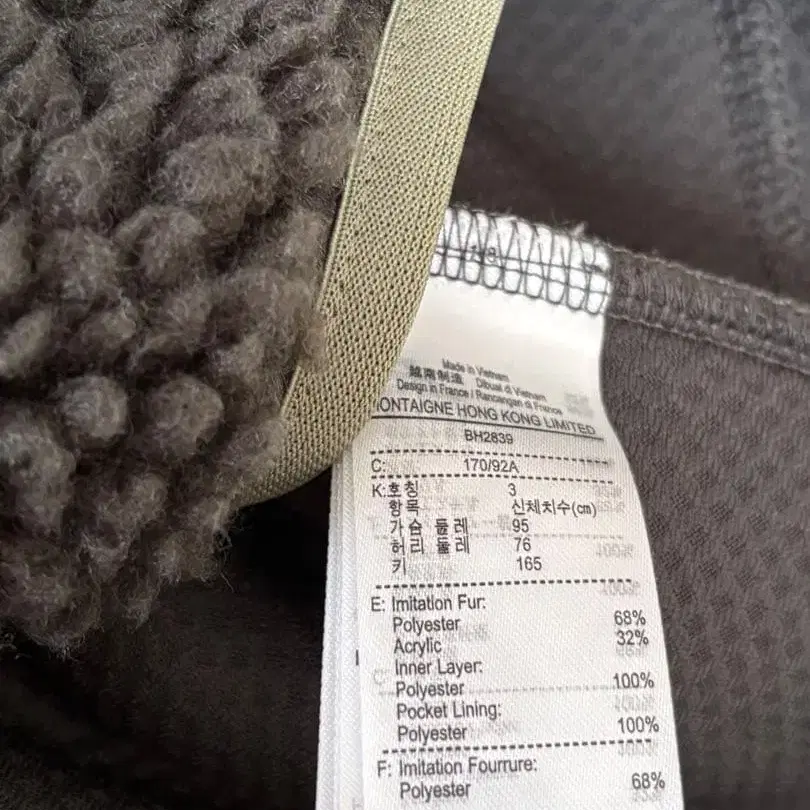 Made in Vietnam
越南制造 Dibuat di Vietnam
Design in France / Rancangan di France
ONTAIGNE HONG KONG LIMITED
BH2839
C: 170/92A
K:호칭 3
항목 신체치수(cm)
가슴 둘레 95
허리 둘레 76
키 165
E: Imitation Fur:
Polyester 68%
Acrylic 32%
Inner Layer:
Polyester 100%
Pocket Lining:
Polyester 100%
F: Imitation Fourrure:
Polyester 68%